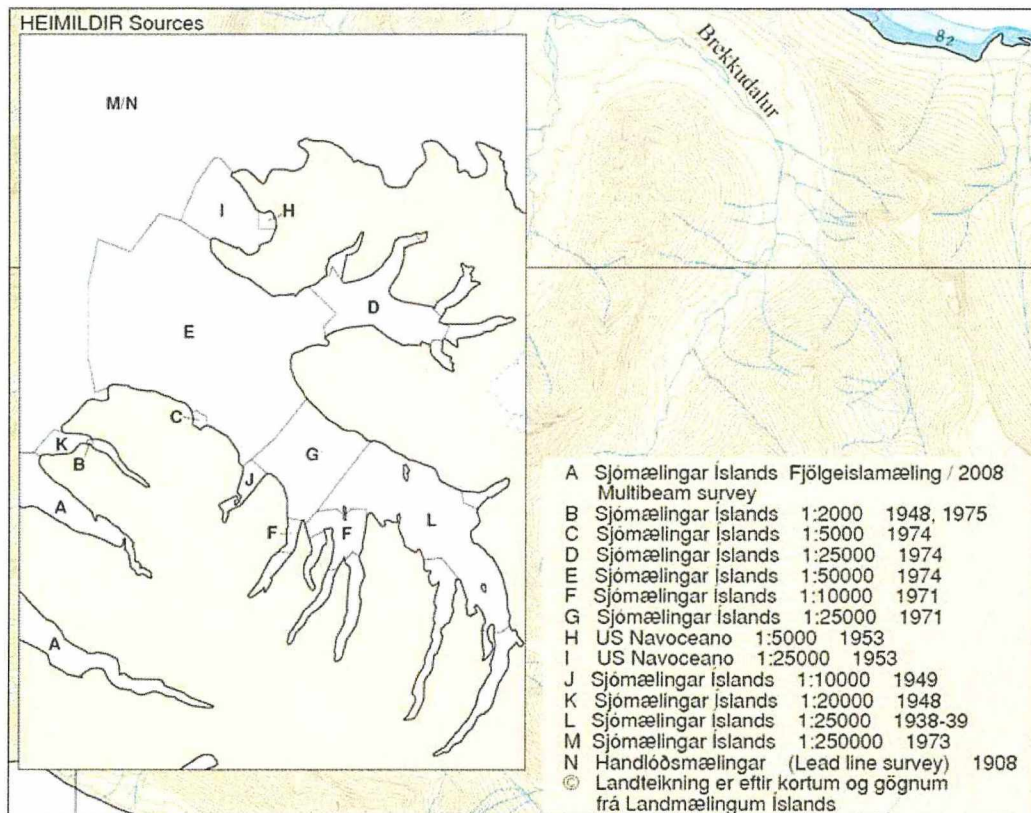 HEIMILDIR Sources
Brekkudalur
8₂
M/N
I
H
D
E
C
K
B
G
J
A
F
F
L
A
A Sjómælingar Íslands Fjölgeislamæling / 2008
Multibeam survey
B Sjómælingar Íslands 1:2000 1948, 1975
C Sjómælingar Íslands 1:5000 1974
D Sjómælingar Íslands 1:25000 1974
E Sjómælingar Íslands 1:50000 1974
F Sjómælingar Íslands 1:10000 1971
G Sjómælingar Íslands 1:25000 1971
H US Navoceano 1:5000 1953
I US Navoceano 1:25000 1953
J Sjómælingar Íslands 1:10000 1949
K Sjómælingar Íslands 1:20000 1948
L Sjómælingar Íslands 1:25000 1938-39
M Sjómælingar Íslands 1:250000 1973
N Handlóðsmælingar (Lead line survey) 1908
© Landteikning er eftir kortum og gögnum
frá Landmælingum Íslands